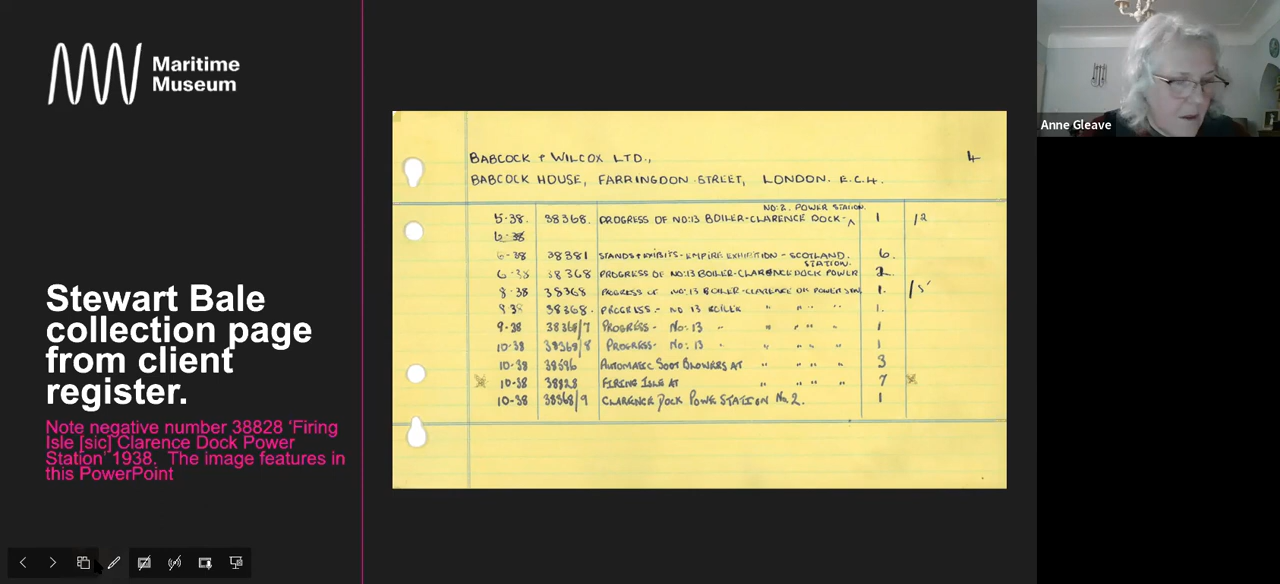 Maritime
Museum
Anne Gleave
BABCOCK + WILCOX LTD., 4
BABCOCK HOUSE, FARRINGDON STREET, LONDON. E.C.4.
NO: 2. POWER STATION.
5-38. 38368. PROGRESS OF NO:13 BOILER-CLARENCE DOCK- 1 12
6-38
6-38 38381 STANDS + EXIBITS - EMPIRE EXHIBITION - SCOTLAND. 6.
STATION.
6-38 38368 PROGRESS OF NO:13 BOILER-CLARENCE DOCK POWER 2.
8-38 38368 PROGRESS OF NO:13 BOILER-CLARENCE DK POWER STN. 1.
9 38 38368. PROGRESS:- NO 13 BOILER " " " " 1.
9-38 38368/7 PROGRESS- NO: 13 " " " " " 1
10-38 38368/8 PROGRESS- NO: 13 " " " " 1
10-38 38596 AUTOMATIC SOOT BLOWERS AT " " " " 3
10-38 38828 FIRING ISLE AT " " " " 7
10-38 38368/9 CLARENCE DOCK POWE STATION NO 2. 1
Stewart Bale
collection page
from client
register.
Note negative number 38828 ‘Firing
Isle [sic] Clarence Dock Power
Station’ 1938. The image features in
this PowerPoint